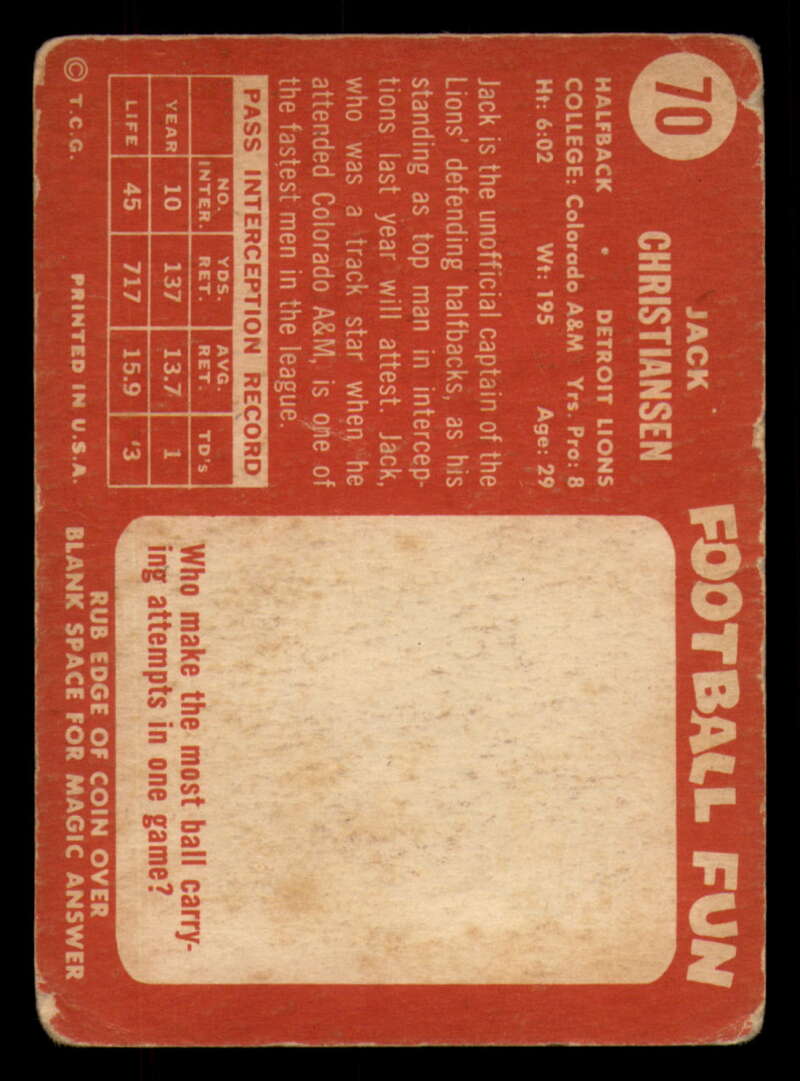 70
JACK
CHRISTIANSEN
HALFBACK • DETROIT LIONS
COLLEGE: Colorado A&M Yrs. Pro: 8
Ht: 6:02 Wt: 195 Age: 29
Jack is the unofficial captain of the
Lions' defending halfbacks, as his
standing as top man in intercep-
tions last year will attest. Jack,
who was a track star when he
attended Colorado A&M, is one of
the fastest men in the league.
PASS INTERCEPTION RECORD
NO. INTER. YDS. RET. AVG. RET. TD's
YEAR 10 137 13.7 1
LIFE 45 717 15.9 3
© T.C.G. PRINTED IN U.S.A.
FOOTBALL FUN
Who make the most ball carry-
ing attempts in one game?
RUB EDGE OF COIN OVER
BLANK SPACE FOR MAGIC ANSWER